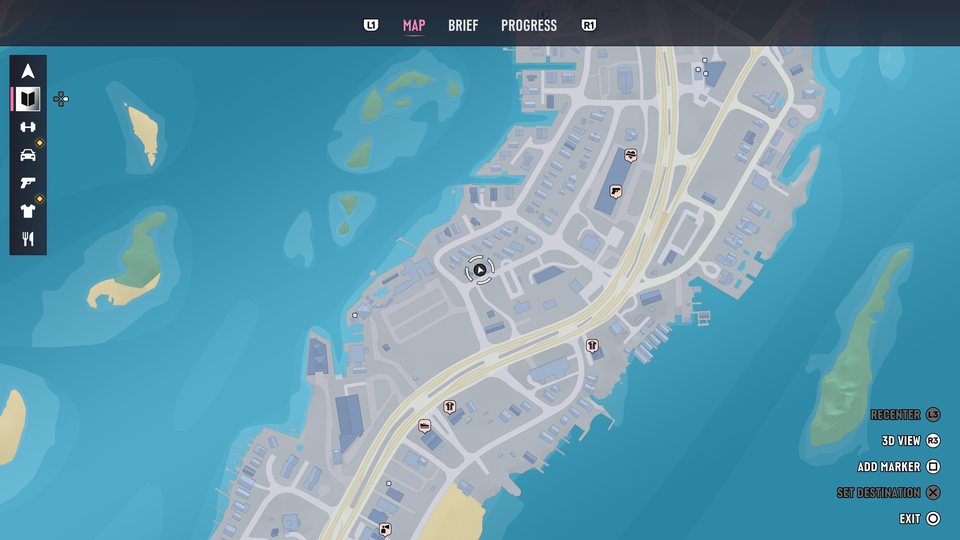 L1 MAP BRIEF PROGRESS R1
RECENTER L3
3D VIEW R3
ADD MARKER
SET DESTINATION
EXIT